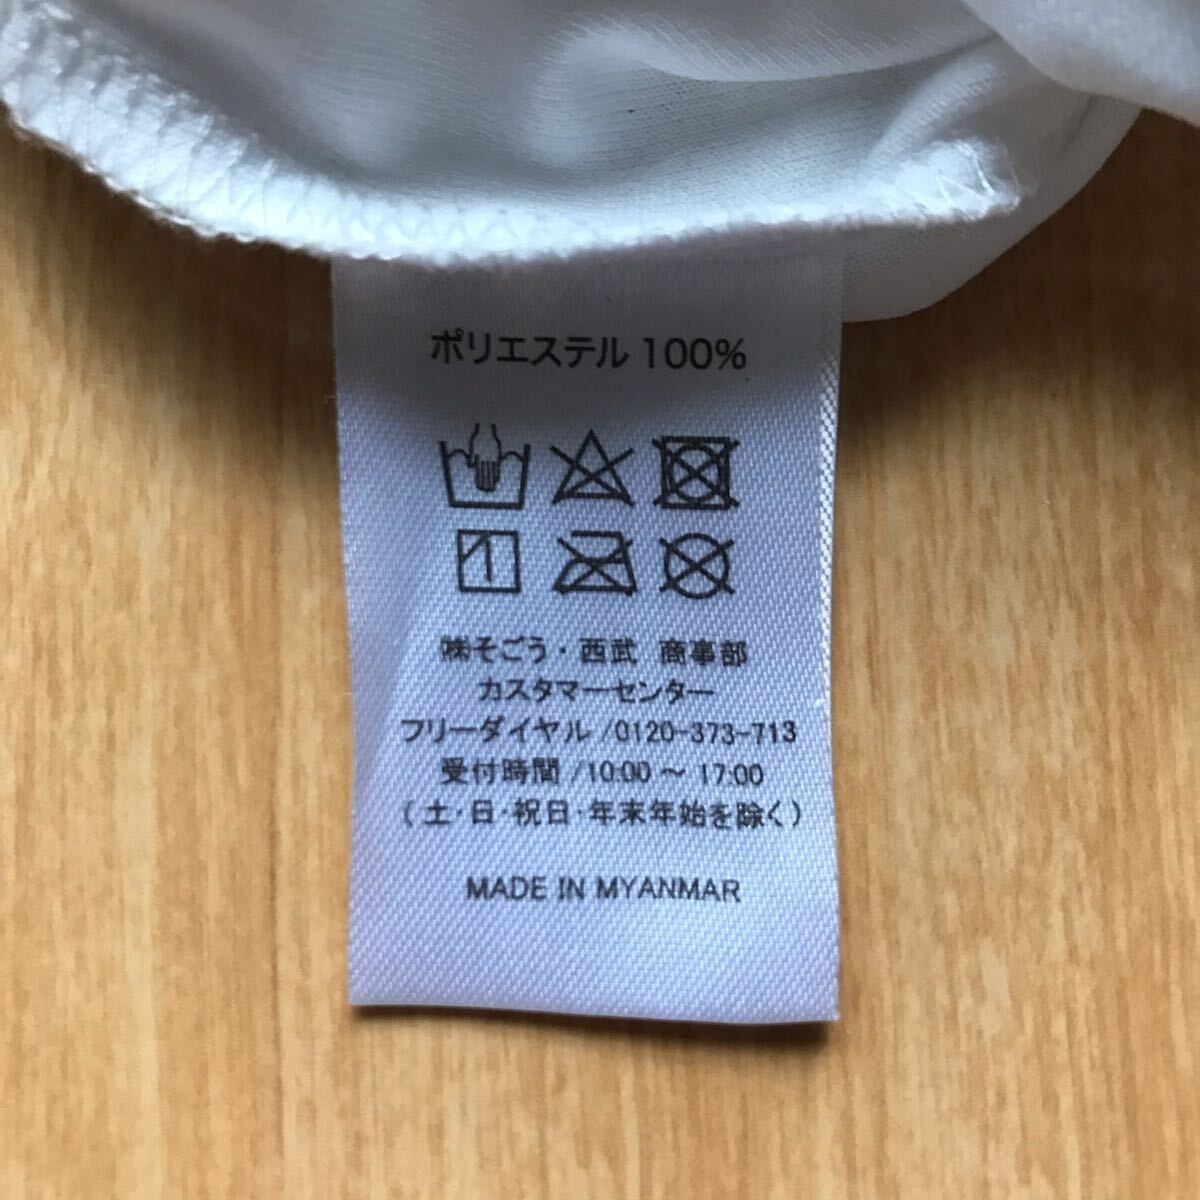 ポリエステル 100%
㈱そごう・西武 商事部
カスタマーセンター
フリーダイヤル /0120-373-713
受付時間 /10:00 ～ 17:00
(土・日・祝日・年末年始を除く)
MADE IN MYANMAR